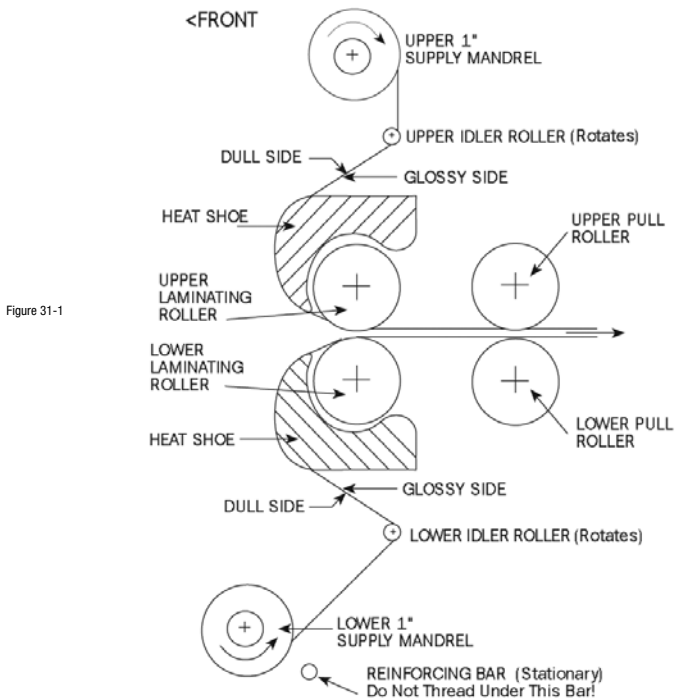 <FRONT
UPPER 1"
SUPPLY MANDREL
UPPER IDLER ROLLER (Rotates)
DULL SIDE
GLOSSY SIDE
HEAT SHOE
UPPER PULL
ROLLER
UPPER
LAMINATING
ROLLER
Figure 31-1
LOWER
LAMINATING
ROLLER
HEAT SHOE
LOWER PULL
ROLLER
GLOSSY SIDE
DULL SIDE
LOWER IDLER ROLLER (Rotates)
LOWER 1"
SUPPLY MANDREL
REINFORCING BAR (Stationary)
Do Not Thread Under This Bar!